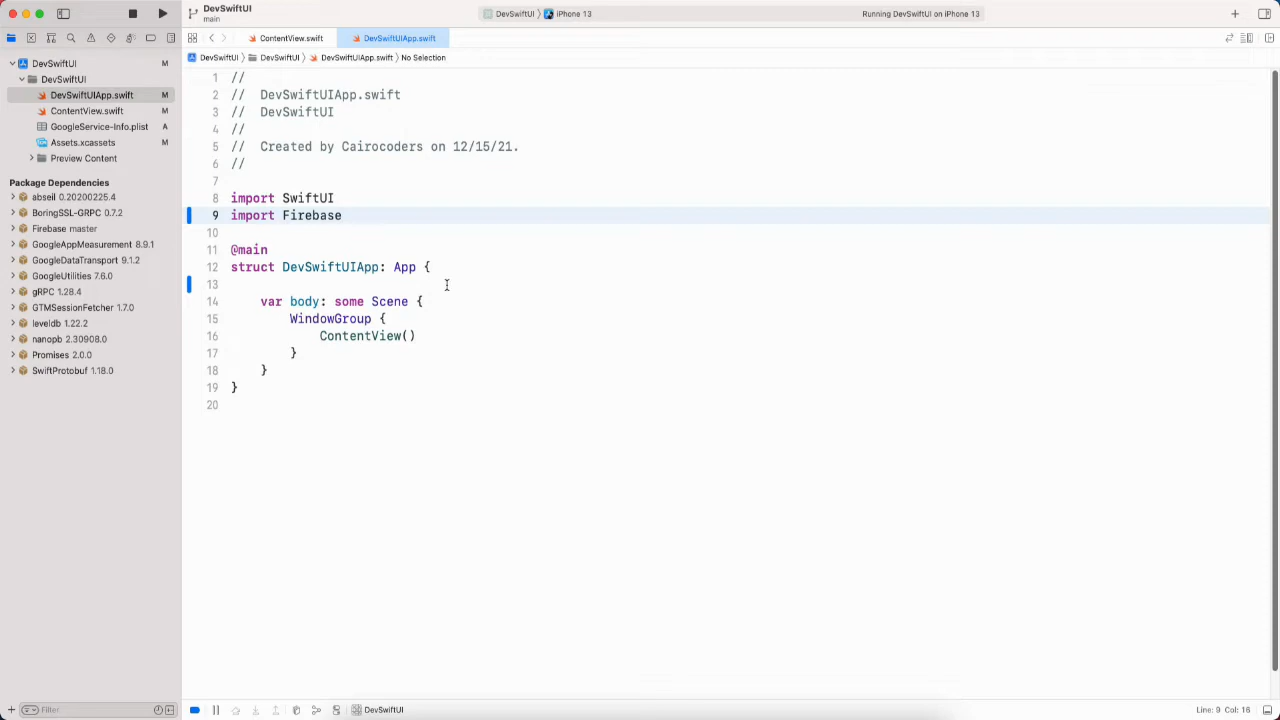 DevSwiftUI
main
DevSwiftUI 〉 iPhone 13
Running DevSwiftUI on iPhone 13
ContentView.swift
DevSwiftUIApp.swift
DevSwiftUI 〉 DevSwiftUI 〉 DevSwiftUIApp.swift 〉 No Selection
DevSwiftUI M
DevSwiftUI
DevSwiftUIApp.swift M
ContentView.swift M
GoogleService-Info.plist A
Assets.xcassets M
Preview Content
Package Dependencies
abseil 0.20200225.4
BoringSSL-GRPC 0.7.2
Firebase master
GoogleAppMeasurement 8.9.1
GoogleDataTransport 9.1.2
GoogleUtilities 7.6.0
gRPC 1.28.4
GTMSessionFetcher 1.7.0
leveldb 1.22.2
nanopb 2.30908.0
Promises 2.0.0
SwiftProtobuf 1.18.0
1 //
2 //  DevSwiftUIApp.swift
3 //  DevSwiftUI
4 //
5 //  Created by Cairocoders on 12/15/21.
6 //
7
8 import SwiftUI
9 import Firebase
10
11 @main
12 struct DevSwiftUIApp: App {
13
14     var body: some Scene {
15         WindowGroup {
16             ContentView()
17         }
18     }
19 }
20
Filter
DevSwiftUI
Line: 9 Col: 16